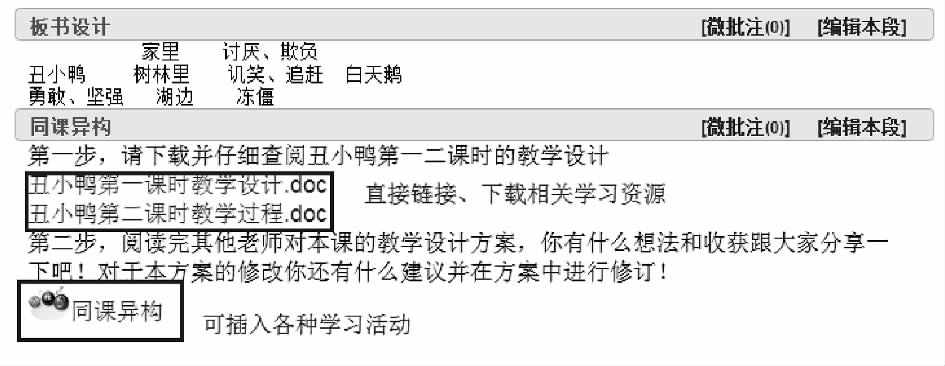 板书设计 [微批注(0)] [编辑本段]
家里 讨厌、欺负
丑小鸭 树林里 讥笑、追赶 白天鹅
勇敢、坚强 湖边 冻僵
同课异构 [微批注(0)] [编辑本段]
第一步，请下载并仔细查阅丑小鸭第一二课时的教学设计
丑小鸭第一课时教学设计.doc
直接链接、下载相关学习资源
丑小鸭第二课时教学过程.doc
第二步，阅读完其他老师对本课的教学设计方案，你有什么想法和收获跟大家分享一
下吧！对于本方案的修改你还有什么建议并在方案中进行修订！
同课异构
可插入各种学习活动